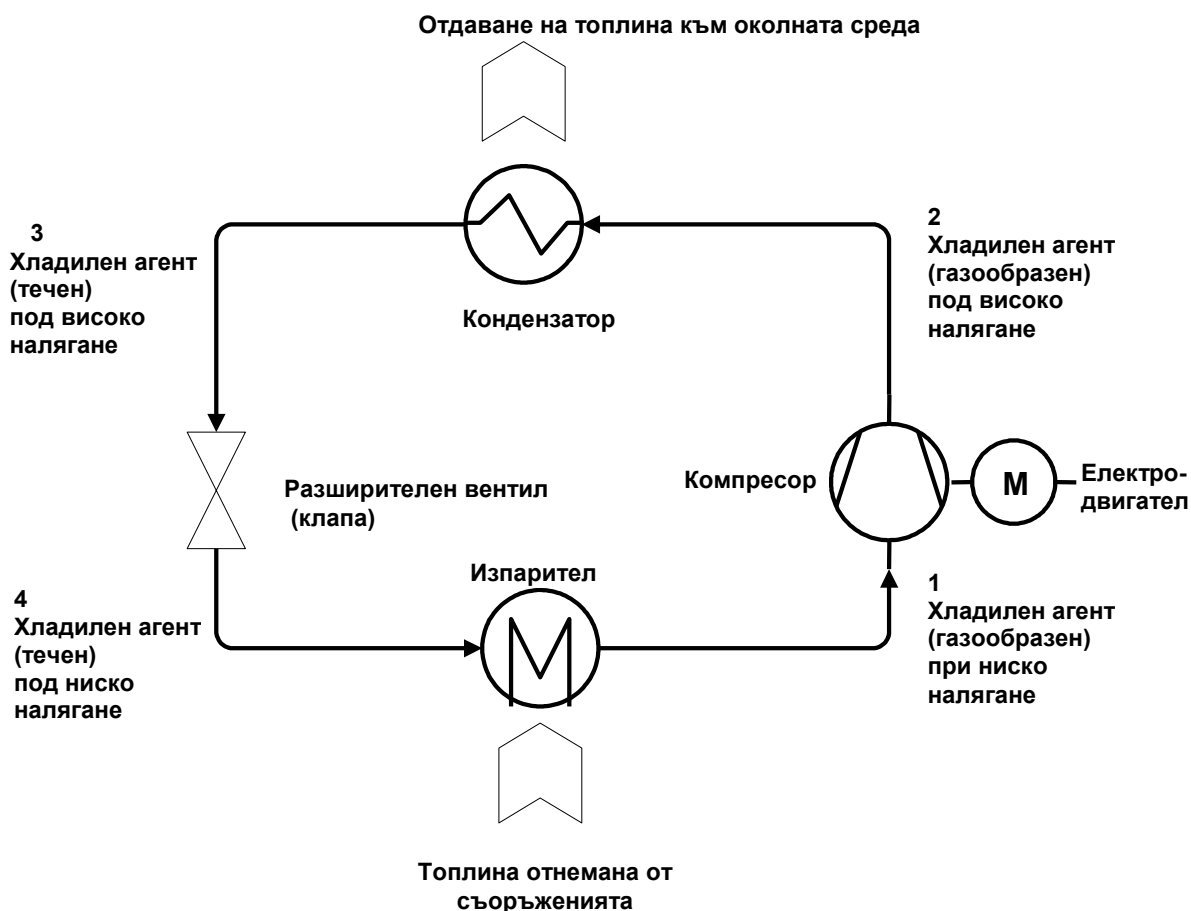 Отдаване на топлина към околната среда
3
Хладилен агент
(течен)
под високо
налягане
Кондензатор
2
Хладилен агент
(газообразен)
под високо
налягане
Разширителен вентил
(клапа)
Компресор
M
Електро-
двигател
4
Хладилен агент
(течен)
под ниско
налягане
Изпарител
1
Хладилен агент
(газообразен)
при ниско
налягане
Топлина отнемана от
съоръженията